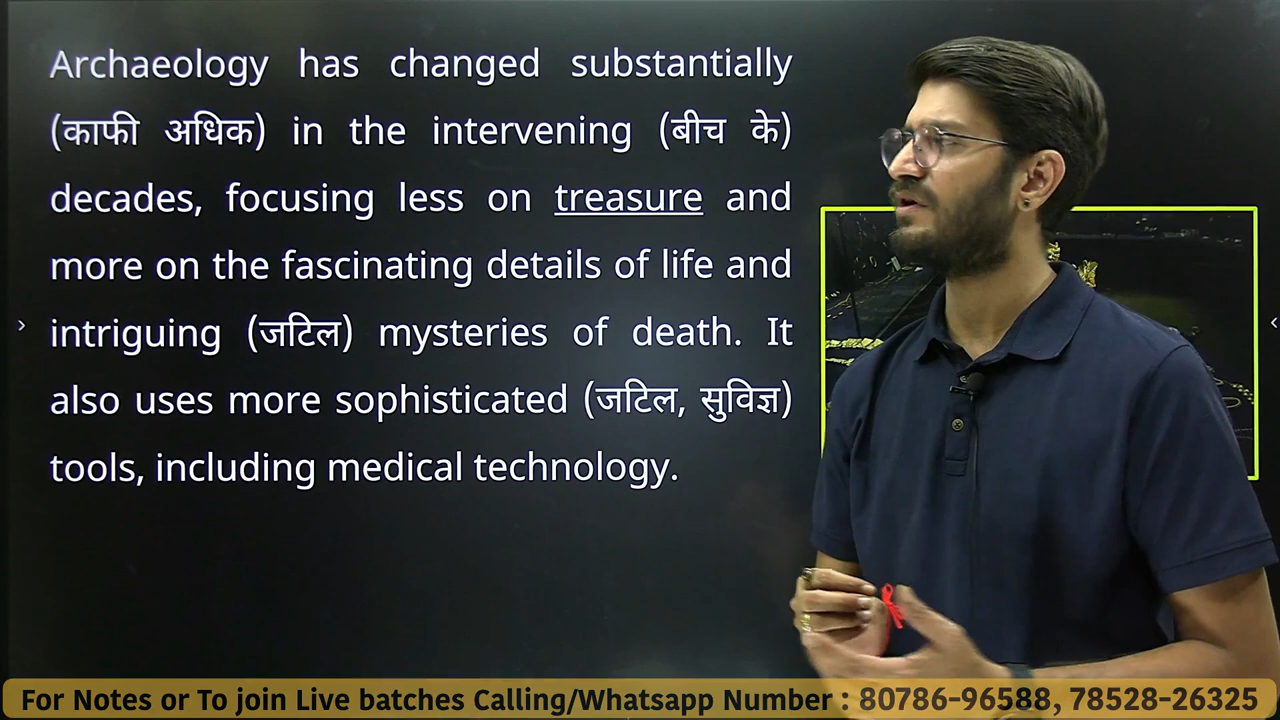 Archaeology has changed substantially
(काफी अधिक) in the intervening (बीच के)
decades, focusing less on treasure and
more on the fascinating details of life and
intriguing (जटिल) mysteries of death. It
also uses more sophisticated (जटिल, सुविज्ञ)
tools, including medical technology.
For Notes or To join Live batches Calling/Whatsapp Number : 80786-96588, 78528-26325